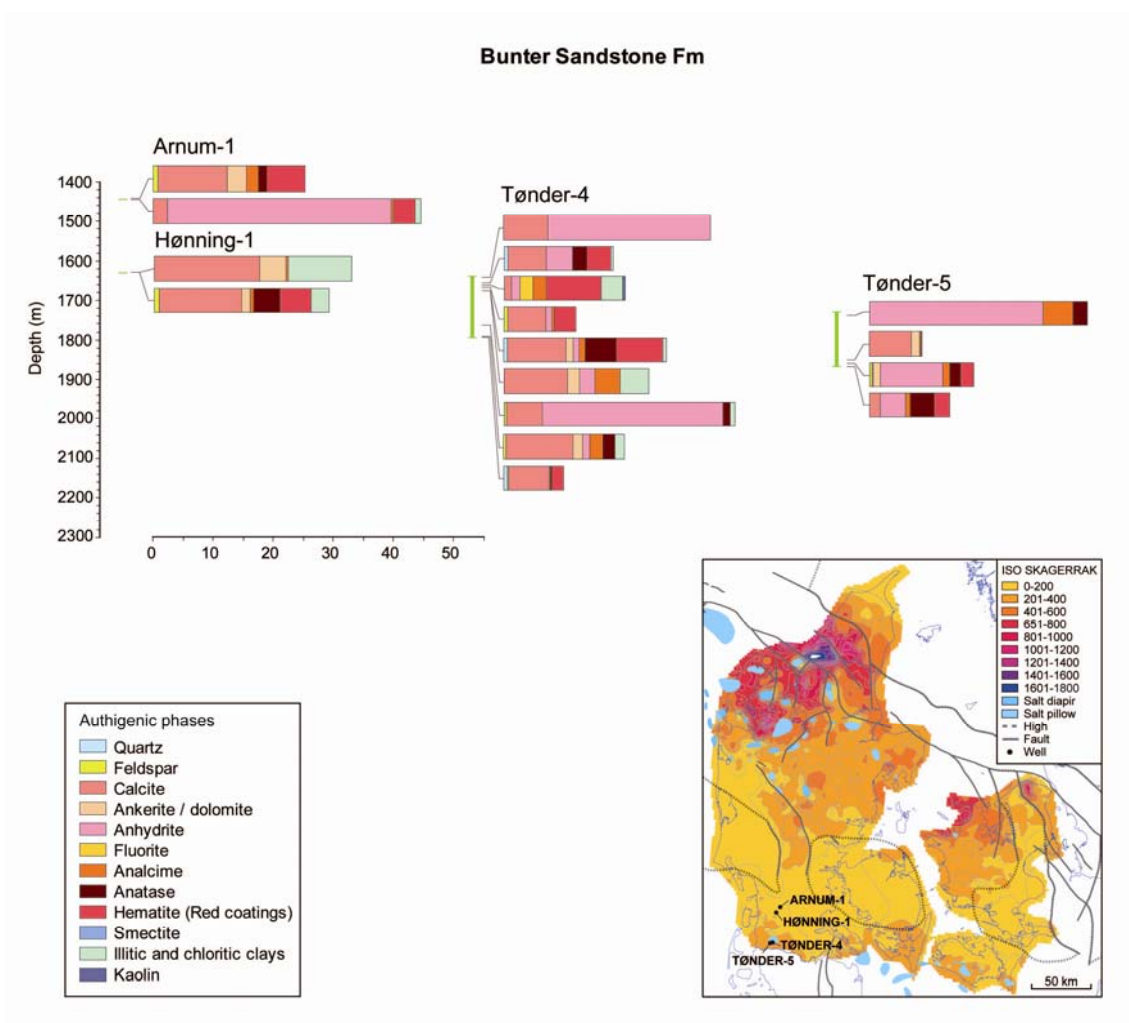 Bunter Sandstone Fm
Arnum-1
Hønning-1
Tønder-4
Tønder-5
Depth (m)
1400
1500
1600
1700
1800
1900
2000
2100
2200
2300
0 10 20 30 40 50
Authigenic phases
Quartz
Feldspar
Calcite
Ankerite / dolomite
Anhydrite
Fluorite
Analcime
Anatase
Hematite (Red coatings)
Smectite
Illitic and chloritic clays
Kaolin
ISO SKAGERRAK
0-200
201-400
401-600
651-800
801-1000
1001-1200
1201-1400
1401-1600
1601-1800
Salt diapir
Salt pillow
High
Fault
Well
ARNUM-1
HØNNING-1
TØNDER-4
TØNDER-5
50 km